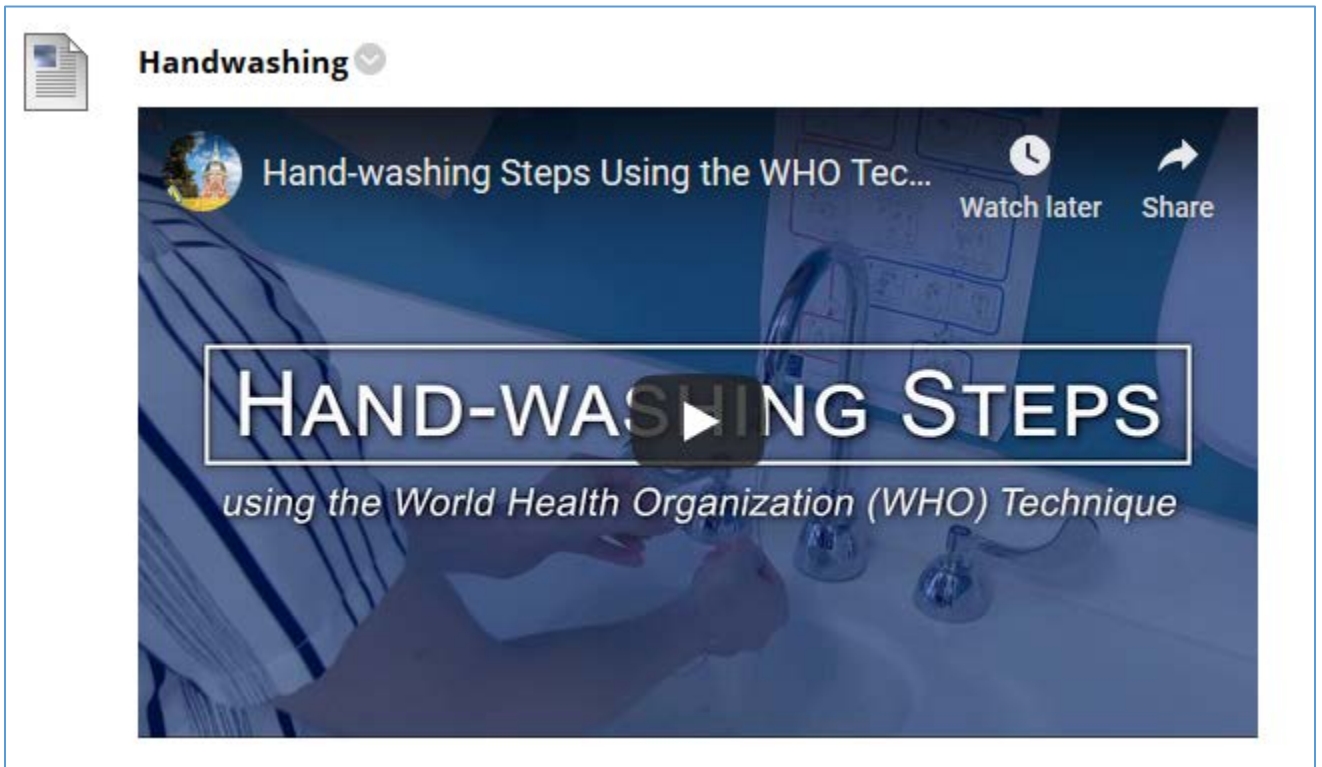 Handwashing
Hand-washing Steps Using the WHO Tec...
Watch later
Share
HAND-WASHING STEPS
using the World Health Organization (WHO) Technique